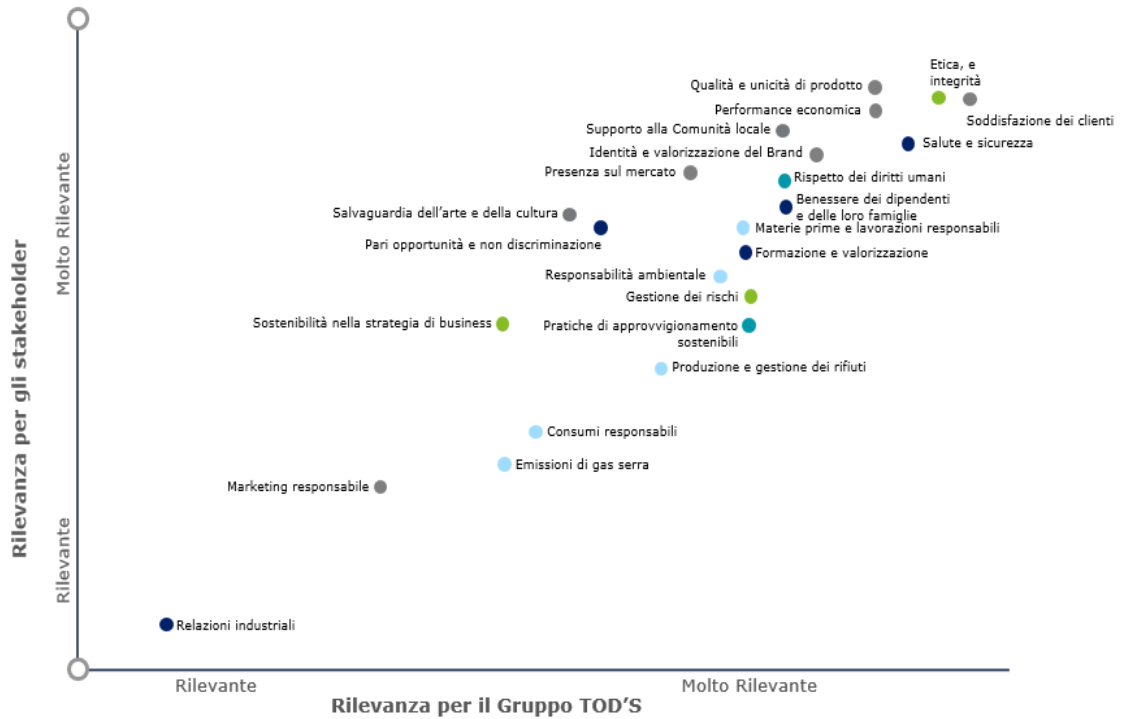 Etica, e
integrità
Qualità e unicità di prodotto
Performance economica
Soddisfazione dei clienti
Supporto alla Comunità locale
Salute e sicurezza
Identità e valorizzazione del Brand
Presenza sul mercato
Rispetto dei diritti umani
Benessere dei dipendenti
e delle loro famiglie
Salvaguardia dell'arte e della cultura
Materie prime e lavorazioni responsabili
Pari opportunità e non discriminazione
Formazione e valorizzazione
Responsabilità ambientale
Gestione dei rischi
Sostenibilità nella strategia di business
Pratiche di approvvigionamento
sostenibili
Produzione e gestione dei rifiuti
Consumi responsabili
Emissioni di gas serra
Marketing responsabile
Relazioni industriali
Rilevanza per gli stakeholder
Molto Rilevante
Rilevante
Rilevante
Molto Rilevante
Rilevanza per il Gruppo TOD'S